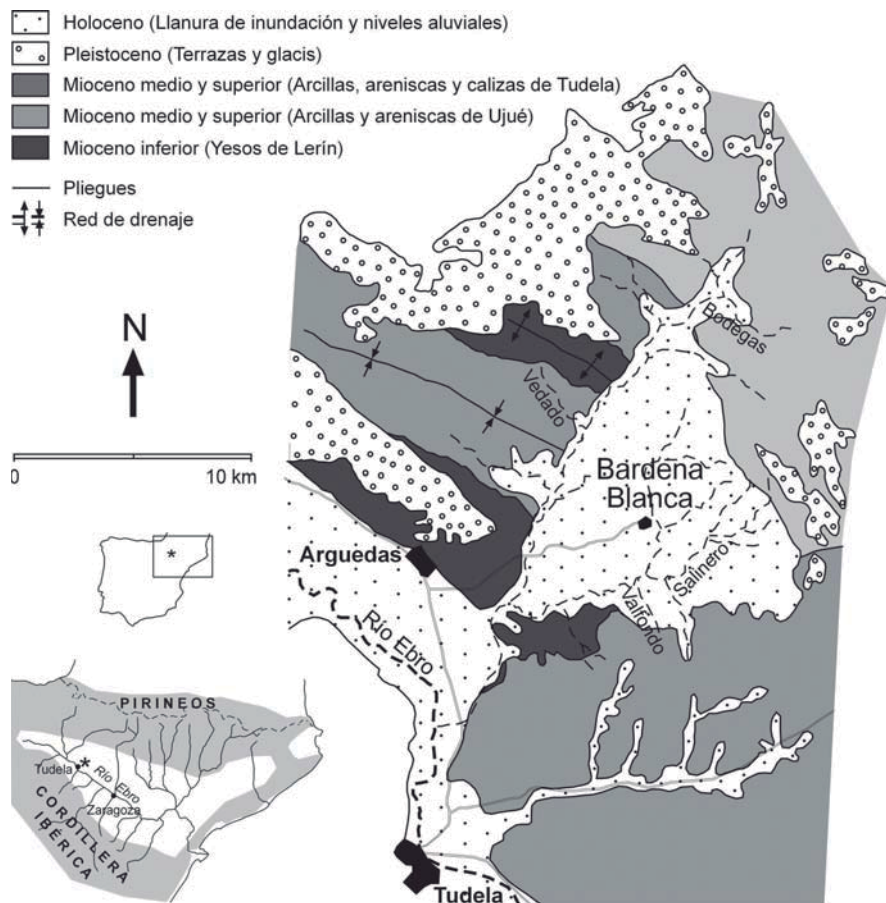 Holoceno (Llanura de inundación y niveles aluviales)
Pleistoceno (Terrazas y glacis)
Mioceno medio y superior (Arcillas, areniscas y calizas de Tudela)
Mioceno medio y superior (Arcillas y areniscas de Ujué)
Mioceno inferior (Yesos de Lerín)
Pliegues
Red de drenaje
N
0 10 km
Bodegas
Vedado
Bardena
Blanca
Arguedas
Salinero
Valfondo
Río Ebro
Tudela
*
PIRINEOS
Tudela
*
Río Ebro
Zaragoza
CORDILLERA
IBÉRICA